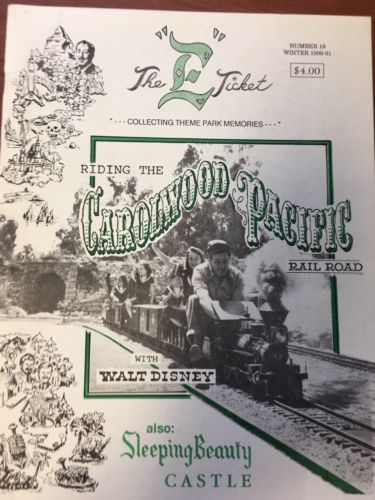 The "E" Ticket
NUMBER 10
WINTER 1990-91
$4.00
"--- COLLECTING THEME PARK MEMORIES ---"
RIDING THE
CAROLWOOD PACIFIC
RAIL ROAD
WITH
WALT DISNEY
also:
Sleeping Beauty
CASTLE